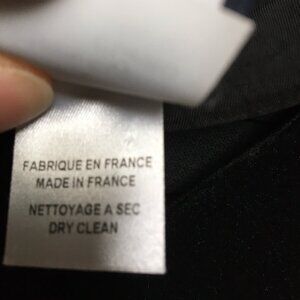 FABRIQUE EN FRANCE
MADE IN FRANCE
NETTOYAGE A SEC
DRY CLEAN